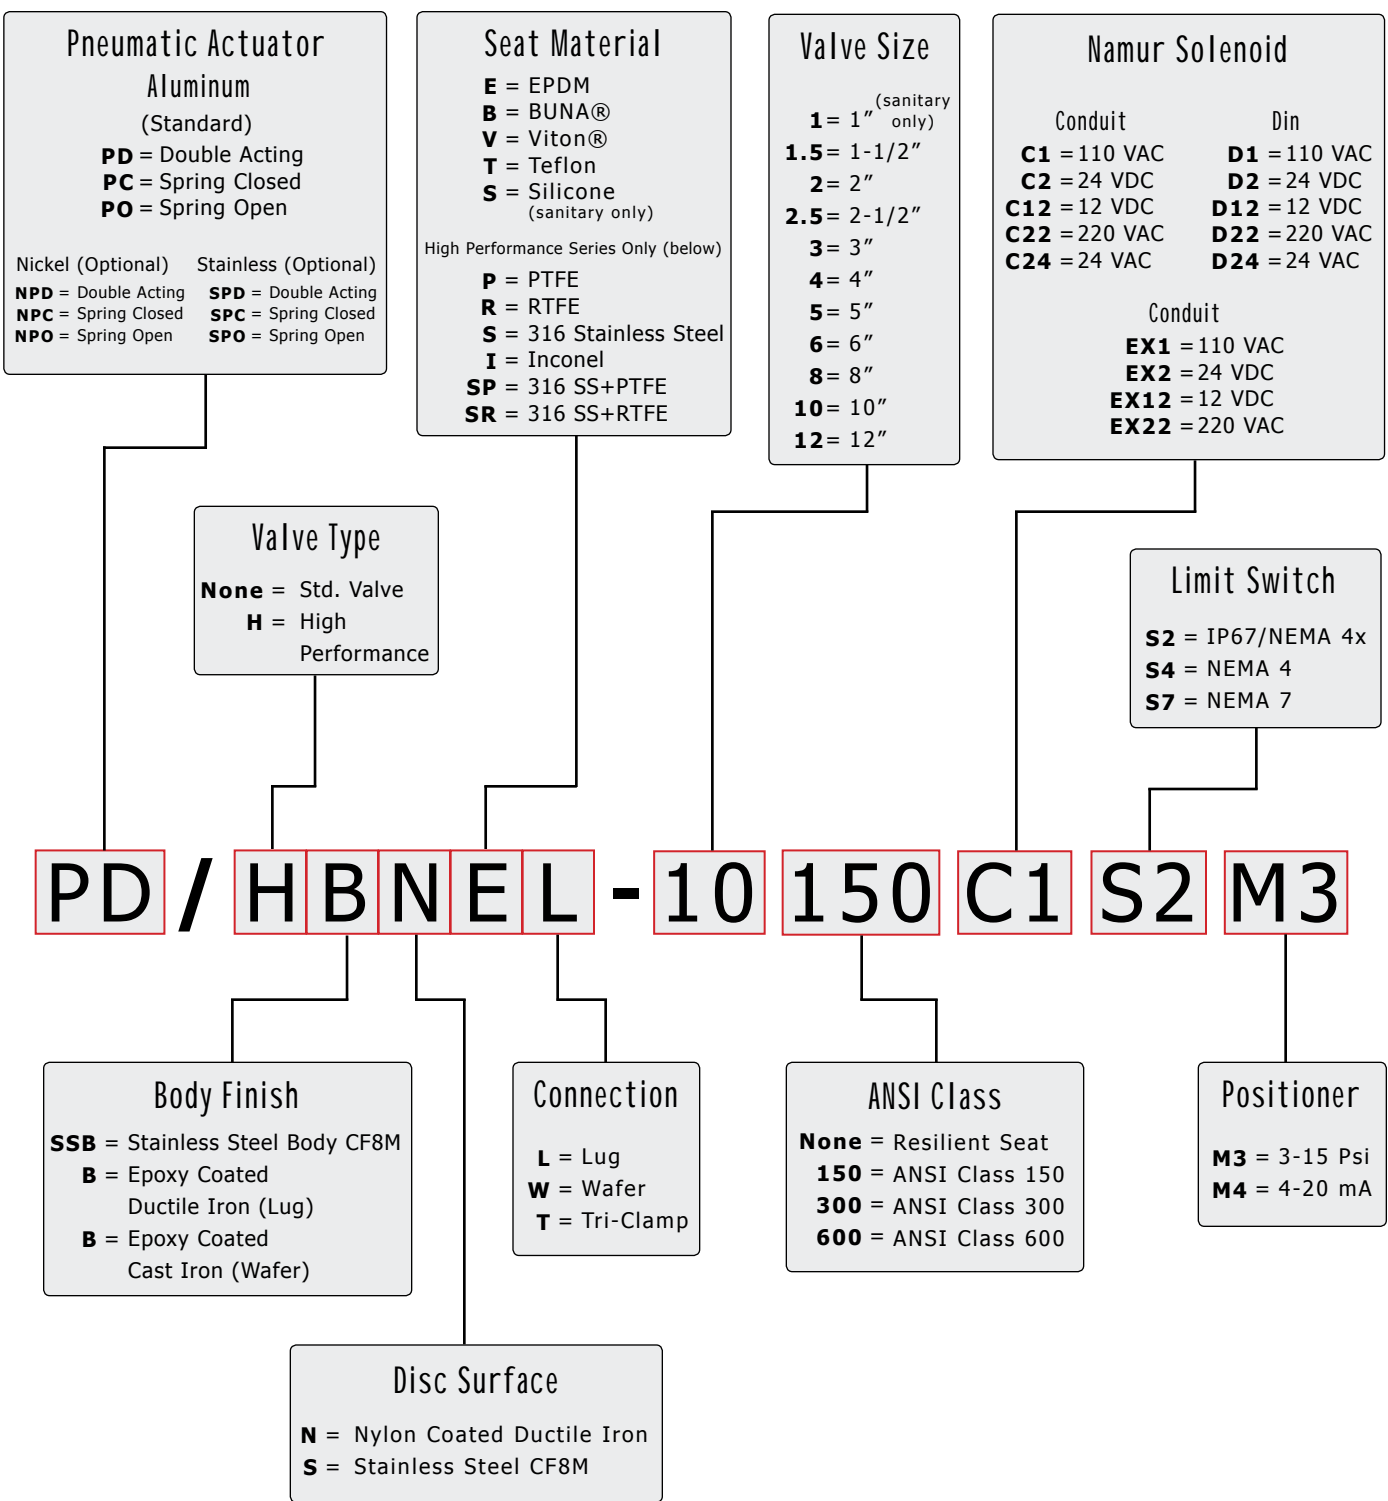 Pneumatic Actuator
Aluminum
(Standard)
PD = Double Acting
PC = Spring Closed
PO = Spring Open
Nickel (Optional)
NPD = Double Acting
NPC = Spring Closed
NPO = Spring Open
Stainless (Optional)
SPD = Double Acting
SPC = Spring Closed
SPO = Spring Open
Seat Material
E = EPDM
B = BUNA®
V = Viton®
T = Teflon
S = Silicone
(sanitary only)
High Performance Series Only (below)
P = PTFE
R = RTFE
S = 316 Stainless Steel
I = Inconel
SP = 316 SS+PTFE
SR = 316 SS+RTFE
Valve Size
1 = 1″ (sanitary
only)
1.5 = 1-1/2″
2 = 2″
2.5 = 2-1/2″
3 = 3″
4 = 4″
5 = 5″
6 = 6″
8 = 8″
10 = 10″
12 = 12″
Namur Solenoid
Conduit
C1 = 110 VAC
C2 = 24 VDC
C12 = 12 VDC
C22 = 220 VAC
C24 = 24 VAC
Din
D1 = 110 VAC
D2 = 24 VDC
D12 = 12 VDC
D22 = 220 VAC
D24 = 24 VAC
Conduit
EX1 = 110 VAC
EX2 = 24 VDC
EX12 = 12 VDC
EX22 = 220 VAC
Valve Type
None = Std. Valve
H = High
Performance
Limit Switch
S2 = IP67/NEMA 4x
S4 = NEMA 4
S7 = NEMA 7
PD / H B N E L - 10 150 C1 S2 M3
Body Finish
SSB = Stainless Steel Body CF8M
B = Epoxy Coated
Ductile Iron (Lug)
B = Epoxy Coated
Cast Iron (Wafer)
Connection
L = Lug
W = Wafer
T = Tri-Clamp
ANSI Class
None = Resilient Seat
150 = ANSI Class 150
300 = ANSI Class 300
600 = ANSI Class 600
Positioner
M3 = 3-15 Psi
M4 = 4-20 mA
Disc Surface
N = Nylon Coated Ductile Iron
S = Stainless Steel CF8M